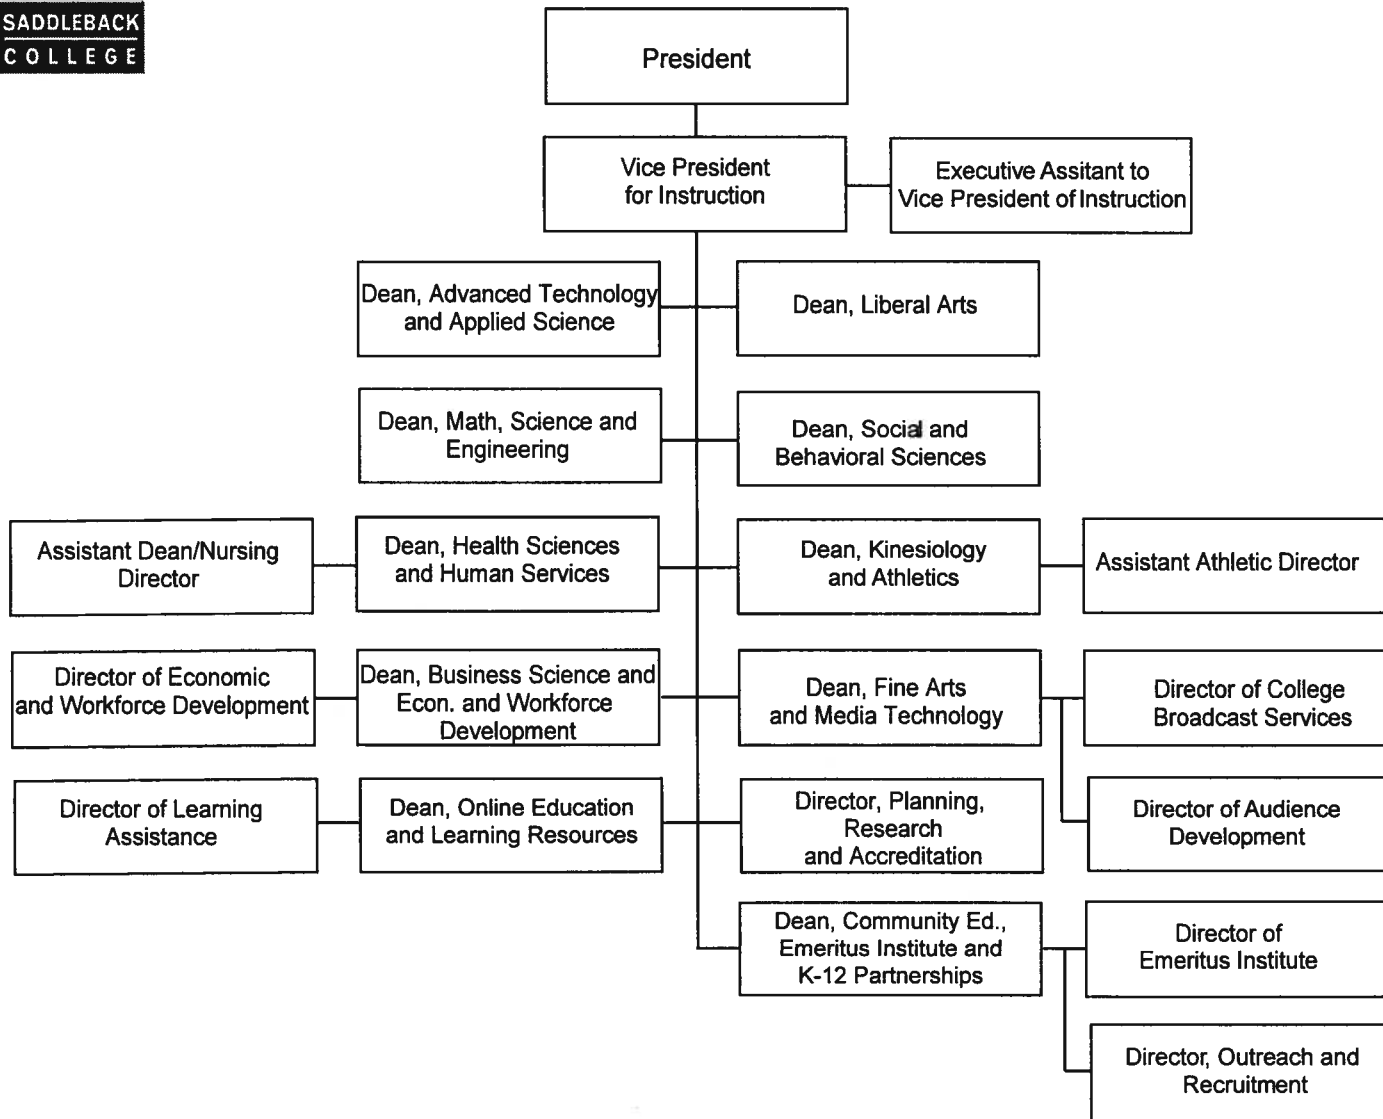 SADDLEBACK
COLLEGE
President
Vice President
for Instruction
Executive Assitant to
Vice President of Instruction
Dean, Advanced Technology
and Applied Science
Dean, Liberal Arts
Dean, Math, Science and
Engineering
Dean, Social and
Behavioral Sciences
Assistant Dean/Nursing
Director
Dean, Health Sciences
and Human Services
Dean, Kinesiology
and Athletics
Assistant Athletic Director
Director of Economic
and Workforce Development
Dean, Business Science and
Econ. and Workforce
Development
Dean, Fine Arts
and Media Technology
Director of College
Broadcast Services
Director of Learning
Assistance
Dean, Online Education
and Learning Resources
Director, Planning,
Research
and Accreditation
Director of Audience
Development
Dean, Community Ed.,
Emeritus Institute and
K-12 Partnerships
Director of
Emeritus Institute
Director, Outreach and
Recruitment